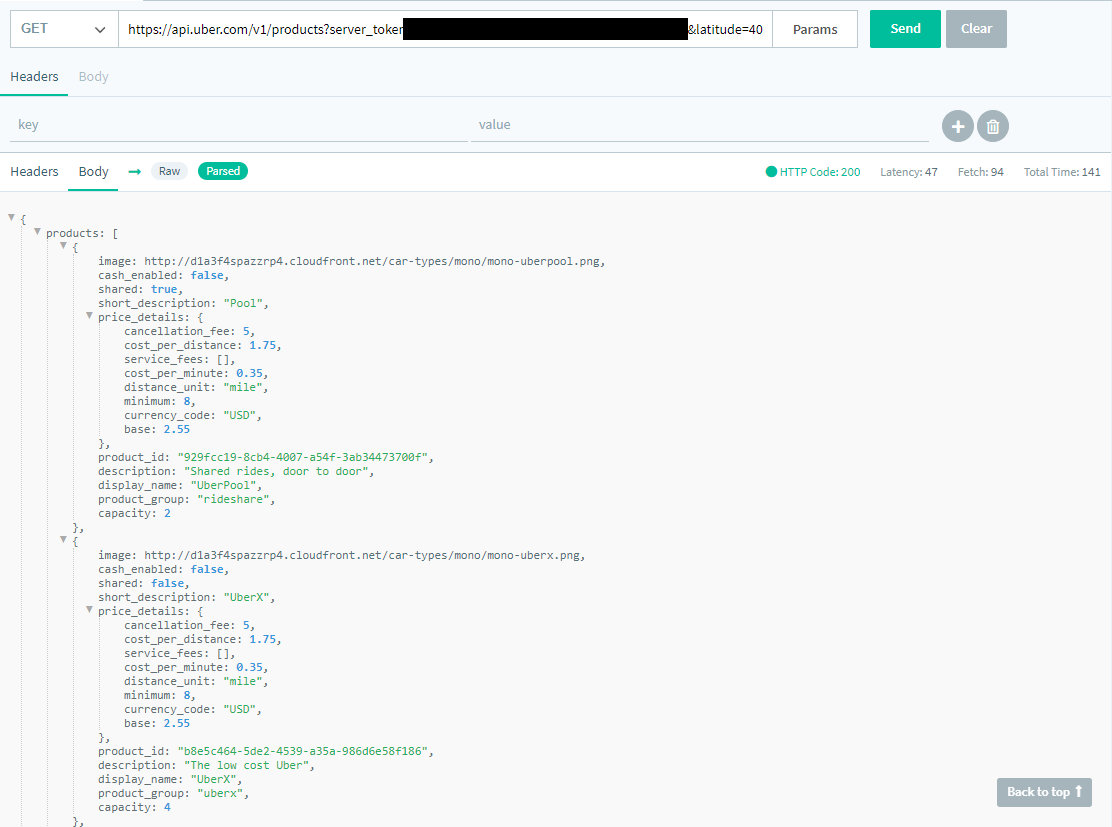 GET https://api.uber.com/v1/products?server_token &latitude=40 Params Send Clear
Headers Body
key value
Headers Body → Raw Parsed HTTP Code: 200 Latency: 47 Fetch: 94 Total Time: 141
{
products: [
{
image: http://d1a3f4spazzrp4.cloudfront.net/car-types/mono/mono-uberpool.png,
cash_enabled: false,
shared: true,
short_description: "Pool",
price_details: {
cancellation_fee: 5,
cost_per_distance: 1.75,
service_fees: [],
cost_per_minute: 0.35,
distance_unit: "mile",
minimum: 8,
currency_code: "USD",
base: 2.55
},
product_id: "929fcc19-8cb4-4007-a54f-3ab34473700f",
description: "Shared rides, door to door",
display_name: "UberPool",
product_group: "rideshare",
capacity: 2
},
{
image: http://d1a3f4spazzrp4.cloudfront.net/car-types/mono/mono-uberx.png,
cash_enabled: false,
shared: false,
short_description: "UberX",
price_details: {
cancellation_fee: 5,
cost_per_distance: 1.75,
service_fees: [],
cost_per_minute: 0.35,
distance_unit: "mile",
minimum: 8,
currency_code: "USD",
base: 2.55
},
product_id: "b8e5c464-5de2-4539-a35a-986d6e58f186",
description: "The low cost Uber",
display_name: "UberX",
product_group: "uberx",
capacity: 4
},
Back to top ↑